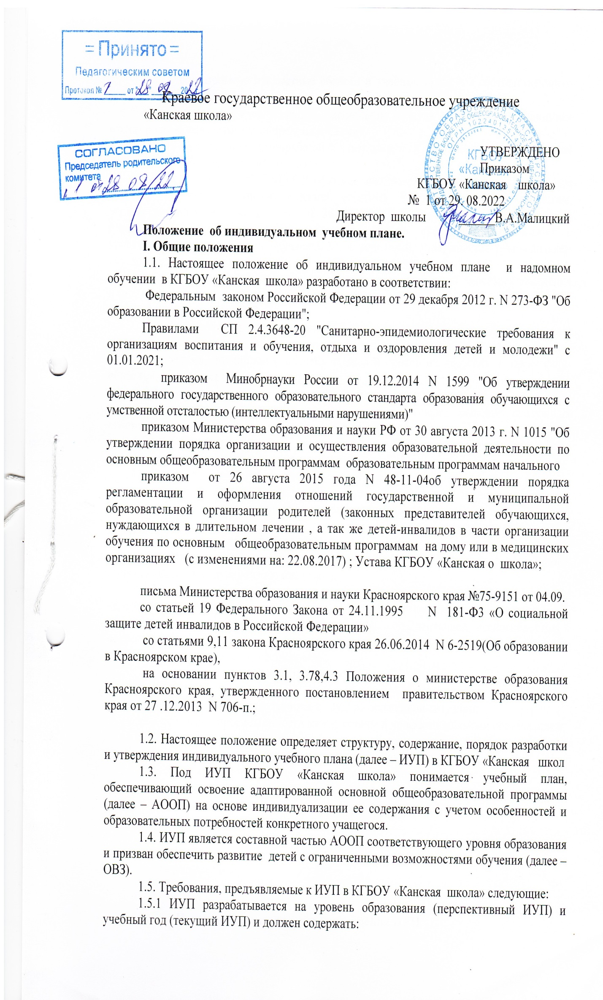 = Принято =
Педагогическим советом
Протокол № 1 от "29" 08 2022
Краевое государственное общеобразовательное учреждение
«Канская школа»
СОГЛАСОВАНО
Председатель родительского
комитета
1 от 28 08 22
КГБОУ
«Канская
УТВЕРЖДЕНО
Приказом
КГБОУ «Канская школа»
№ 1 от 29. 08.2022
Директор школы ______В.А.Малицкий
Положение об индивидуальном учебном плане.
I. Общие положения
1.1. Настоящее положение об индивидуальном учебном плане и надомном
обучении в КГБОУ «Канская школа» разработано в соответствии:
Федеральным законом Российской Федерации от 29 декабря 2012 г. N 273-ФЗ "Об
образовании в Российской Федерации";
Правилами СП 2.4.3648-20 "Санитарно-эпидемиологические требования к
организациям воспитания и обучения, отдыха и оздоровления детей и молодежи" с
01.01.2021;
приказом Минобрнауки России от 19.12.2014 N 1599 "Об утверждении
федерального государственного образовательного стандарта образования обучающихся с
умственной отсталостью (интеллектуальными нарушениями)"
приказом Министерства образования и науки РФ от 30 августа 2013 г. N 1015 "Об
утверждении порядка организации и осуществления образовательной деятельности по
основным общеобразовательным программам образовательным программам начального
приказом от 26 августа 2015 года N 48-11-04об утверждении порядка
регламентации и оформления отношений государственной и муниципальной
образовательной организации родителей (законных представителей обучающихся,
нуждающихся в длительном лечении , а так же детей-инвалидов в части организации
обучения по основным общеобразовательным программам на дому или в медицинских
организациях (с изменениями на: 22.08.2017) ; Устава КГБОУ «Канская о школа»;
письма Министерства образования и науки Красноярского края №75-9151 от 04.09.
со статьей 19 Федерального Закона от 24.11.1995 N 181-ФЗ «О социальной
защите детей инвалидов в Российской Федерации»
со статьями 9,11 закона Красноярского края 26.06.2014 N 6-2519(Об образовании
в Красноярском крае),
на основании пунктов 3.1, 3.78,4.3 Положения о министерстве образования
Красноярского края, утвержденного постановлением правительством Красноярского
края от 27 .12.2013 N 706-п.;
1.2. Настоящее положение определяет структуру, содержание, порядок разработки
и утверждения индивидуального учебного плана (далее – ИУП) в КГБОУ «Канская школ
1.3. Под ИУП КГБОУ «Канская школа» понимается учебный план,
обеспечивающий освоение адаптированной основной общеобразовательной программы
(далее – АООП) на основе индивидуализации ее содержания с учетом особенностей и
образовательных потребностей конкретного учащегося.
1.4. ИУП является составной частью АООП соответствующего уровня образования
и призван обеспечить развитие детей с ограниченными возможностями обучения (далее –
ОВЗ).
1.5. Требования, предъявляемые к ИУП в КГБОУ «Канская школа» следующие:
1.5.1 ИУП разрабатывается на уровень образования (перспективный ИУП) и
учебный год (текущий ИУП) и должен содержать: